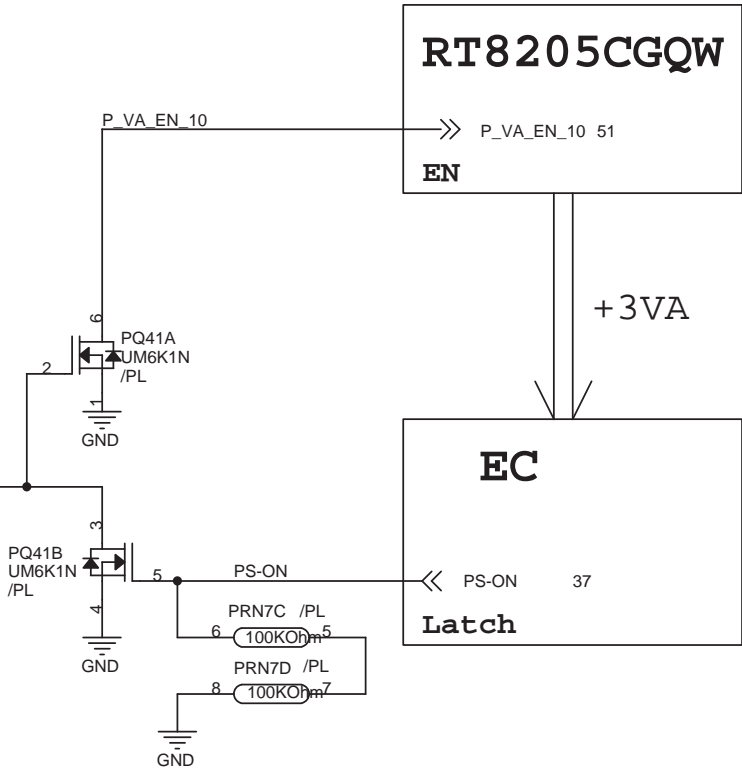 RT8205CGQW
P_VA_EN_10
P_VA_EN_10 51
EN
+3VA
6
PQ41A
UM6K1N
/PL
2
1
GND
EC
3
PQ41B
UM6K1N
/PL
5
PS-ON
PS-ON 37
4
PRN7C /PL
6 100KOhm 5
Latch
GND
PRN7D /PL
8 100KOhm 7
GND